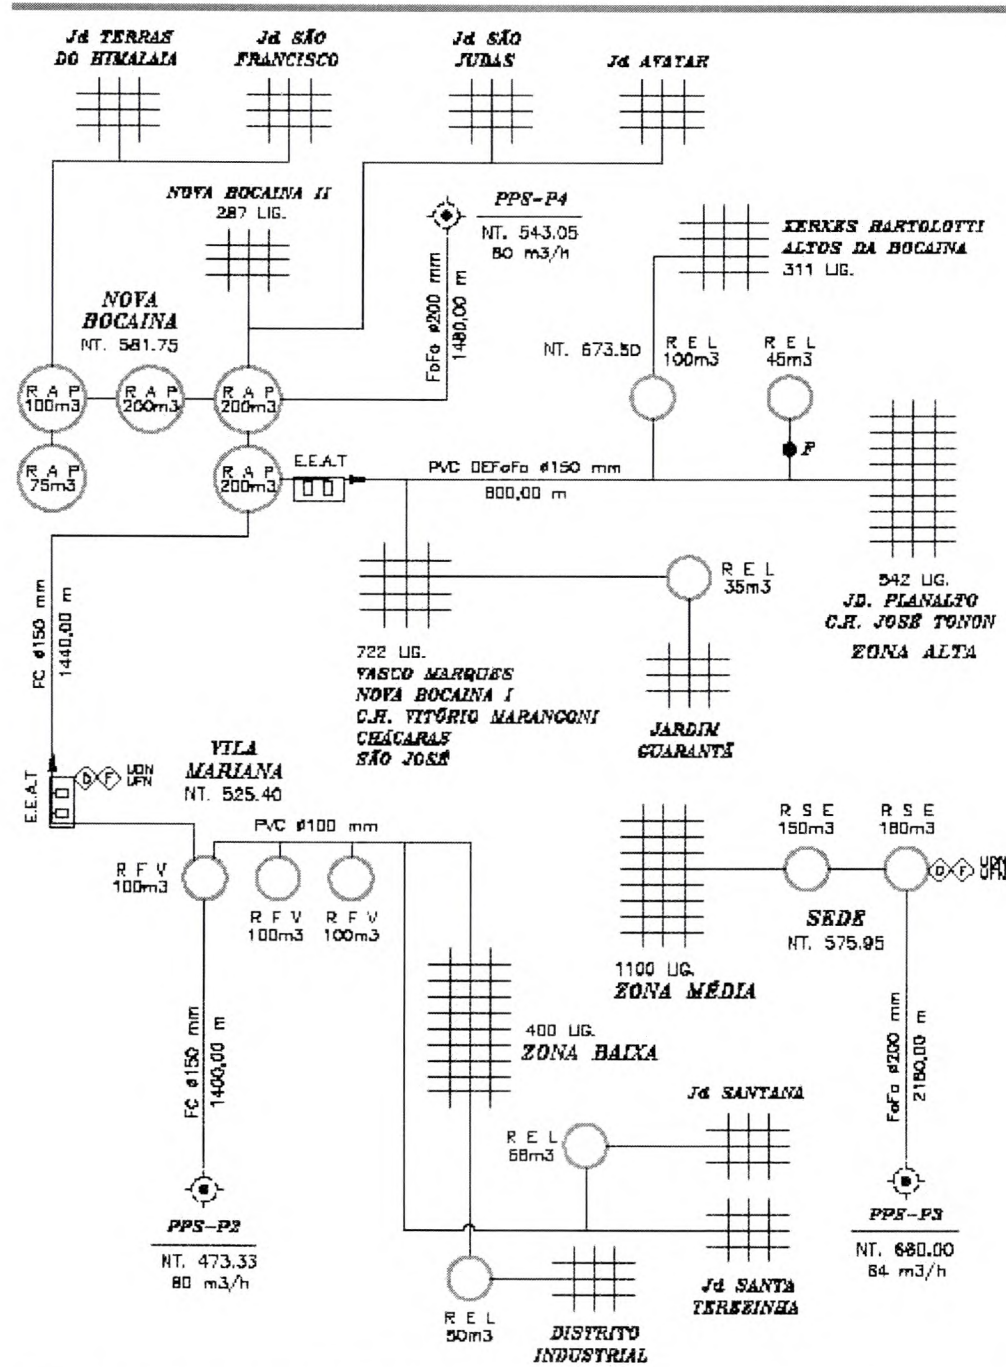 Jd TERRAS
DO HIMALAIA
Jd SÃO
FRANCISCO
Jd SÃO
JUDAS
Jd AVATAR
NOVA BOCAINA II
287 LIG.
PPS-P4
NT. 543.05
80 m3/h
FoFo ø200 mm
1480,00 m
XERXES BARTOLOTTI
ALTOS DA BOCAINA
311 LIG.
NOVA
BOCAINA
NT. 581.75
R A P
100m3
R A P
200m3
R A P
200m3
R A P
75m3
R A P
200m3
E.E.A.T
NT. 673.50
R E L
100m3
R E L
45m3
F
PVC DEFoFo ø150 mm
800,00 m
542 LIG.
JD. PLANALTO
C.H. JOSÉ TONON
ZONA ALTA
R E L
35m3
JARDIM
GUARANTÃ
722 LIG.
VASCO MARQUES
NOVA BOCAINA I
C.H. VITÓRIO MARANGONI
CHÁCARAS
SÃO JOSÉ
FC ø150 mm
1440,00 m
E.E.A.T
D F
UDN
UFN
VILA
MARIANA
NT. 525.40
PVC ø100 mm
R F V
100m3
R F V
100m3
R F V
100m3
R S E
150m3
R S E
180m3
D F
UDN
UFN
SEDE
NT. 575.95
1100 LIG.
ZONA MÉDIA
400 LIG.
ZONA BAIXA
FC ø150 mm
1400,00 m
FoFo ø200 mm
2150,00 m
Jd SANTANA
R E L
68m3
PPS-P2
NT. 473.33
80 m3/h
PPS-P3
NT. 680.00
64 m3/h
Jd SANTA
TEREZINHA
R E L
50m3
DISTRITO
INDUSTRIAL